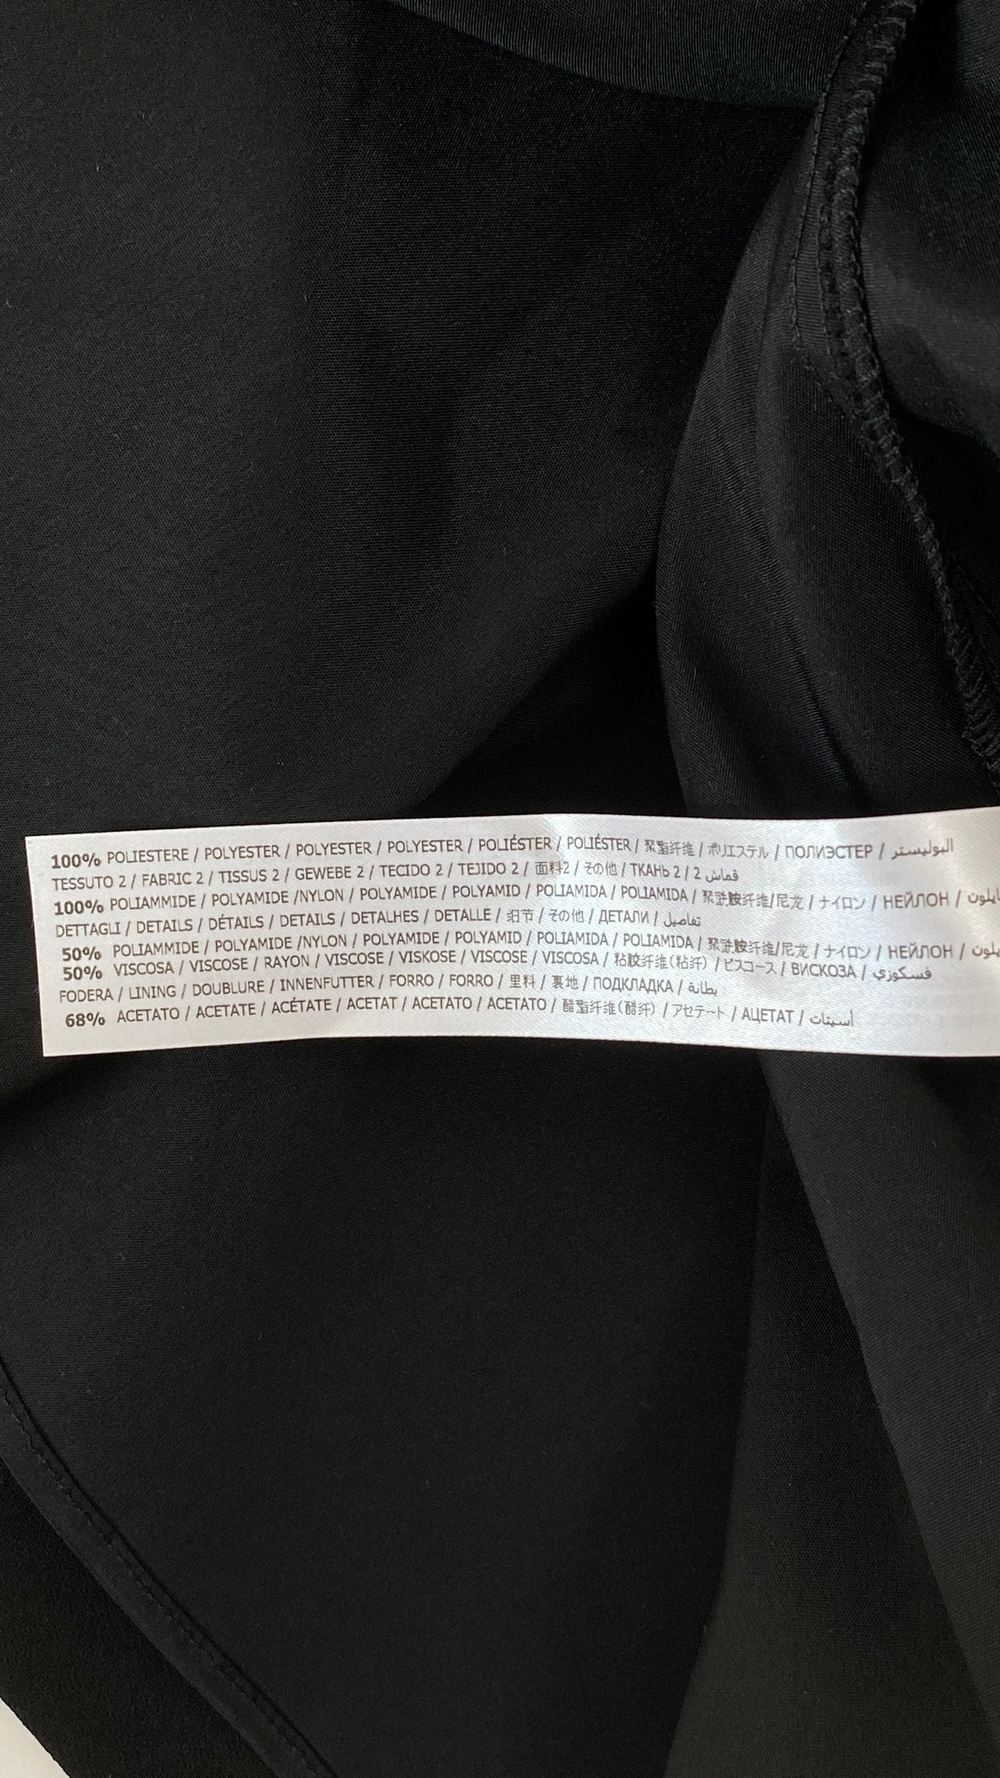 100% POLIESTERE / POLYESTER / POLYESTER / POLYESTER / POLIÉSTER / POLIÉSTER / 聚酯纤维 / ポリエステル / ПОЛИЭСТЕР / البوليستر
TESSUTO 2 / FABRIC 2 / TISSUS 2 / GEWEBE 2 / TECIDO 2 / TEJIDO 2 / 面料2 / その他 / ТКАНЬ 2 / قماش 2
100% POLIAMMIDE / POLYAMIDE /NYLON / POLYAMIDE / POLYAMID / POLIAMIDA / POLIAMIDA / 聚酰胺纤维/尼龙 / ナイロン / НЕЙЛОН /
DETTAGLI / DETAILS / DÉTAILS / DETAILS / DETALHES / DETALLE / 细节 / その他 / ДЕТАЛИ / تفاصيل
50% POLIAMMIDE / POLYAMIDE /NYLON / POLYAMIDE / POLYAMID / POLIAMIDA / POLIAMIDA / 聚酰胺纤维/尼龙 / ナイロン / НЕЙЛОН /
50% VISCOSA / VISCOSE / RAYON / VISCOSE / VISKOSE / VISCOSE / VISCOSA / 粘胶纤维(粘纤) / ビスコース / ВИСКОЗА / فسكوزي
FODERA / LINING / DOUBLURE / INNENFUTTER / FORRO / FORRO / 里料 / 裏地 / ПОДКЛАДКА / بطانة
68% ACETATO / ACETATE / ACÉTATE / ACETAT / ACETATO / ACETATO / 醋酯纤维(醋纤) / アセテート / АЦЕТАТ / أسيتات